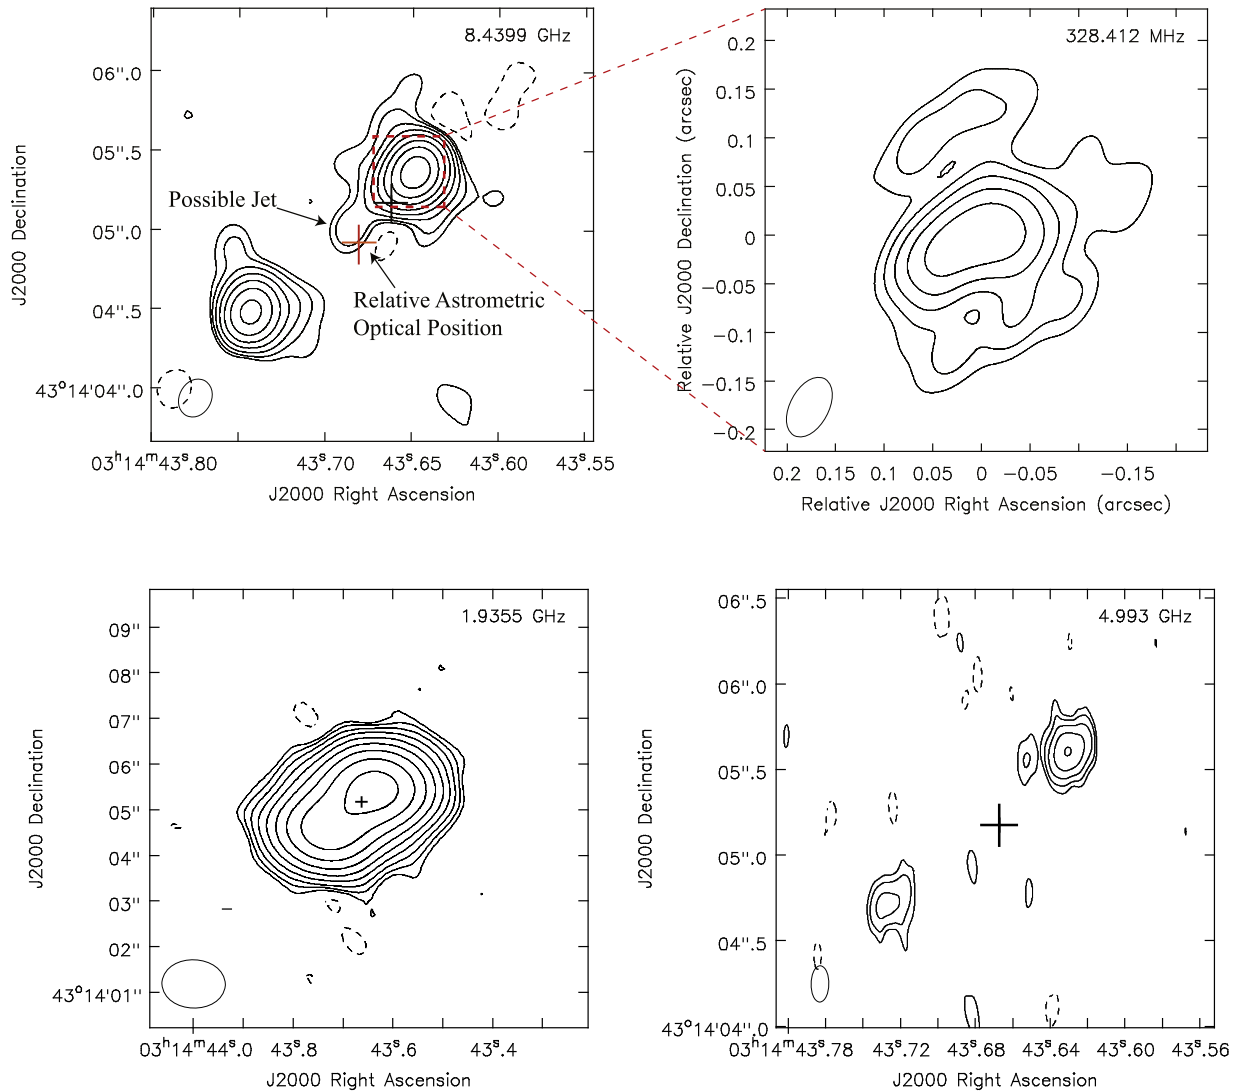 8.4399 GHz
06".0
05".5
05".0
04".5
43°14'04".0
J2000 Declination
Possible Jet
Relative Astrometric
Optical Position
03ʰ14ᵐ43ˢ.80 43ˢ.70 43ˢ.65 43ˢ.60 43ˢ.55
J2000 Right Ascension
328.412 MHz
0.2
0.15
0.1
0.05
0
−0.05
−0.1
−0.15
−0.2
Relative J2000 Declination (arcsec)
0.2 0.15 0.1 0.05 0 −0.05 −0.15
Relative J2000 Right Ascension (arcsec)
1.9355 GHz
09"
08"
07"
06"
05"
04"
03"
02"
43°14'01"
J2000 Declination
03ʰ14ᵐ44ˢ.0 43ˢ.8 43ˢ.6 43ˢ.4
J2000 Right Ascension
4.993 GHz
06".5
06".0
05".5
05".0
04".5
43°14'04".0
J2000 Declination
03ʰ14ᵐ43ˢ.78 43ˢ.72 43ˢ.68 43ˢ.64 43ˢ.60 43ˢ.56
J2000 Right Ascension